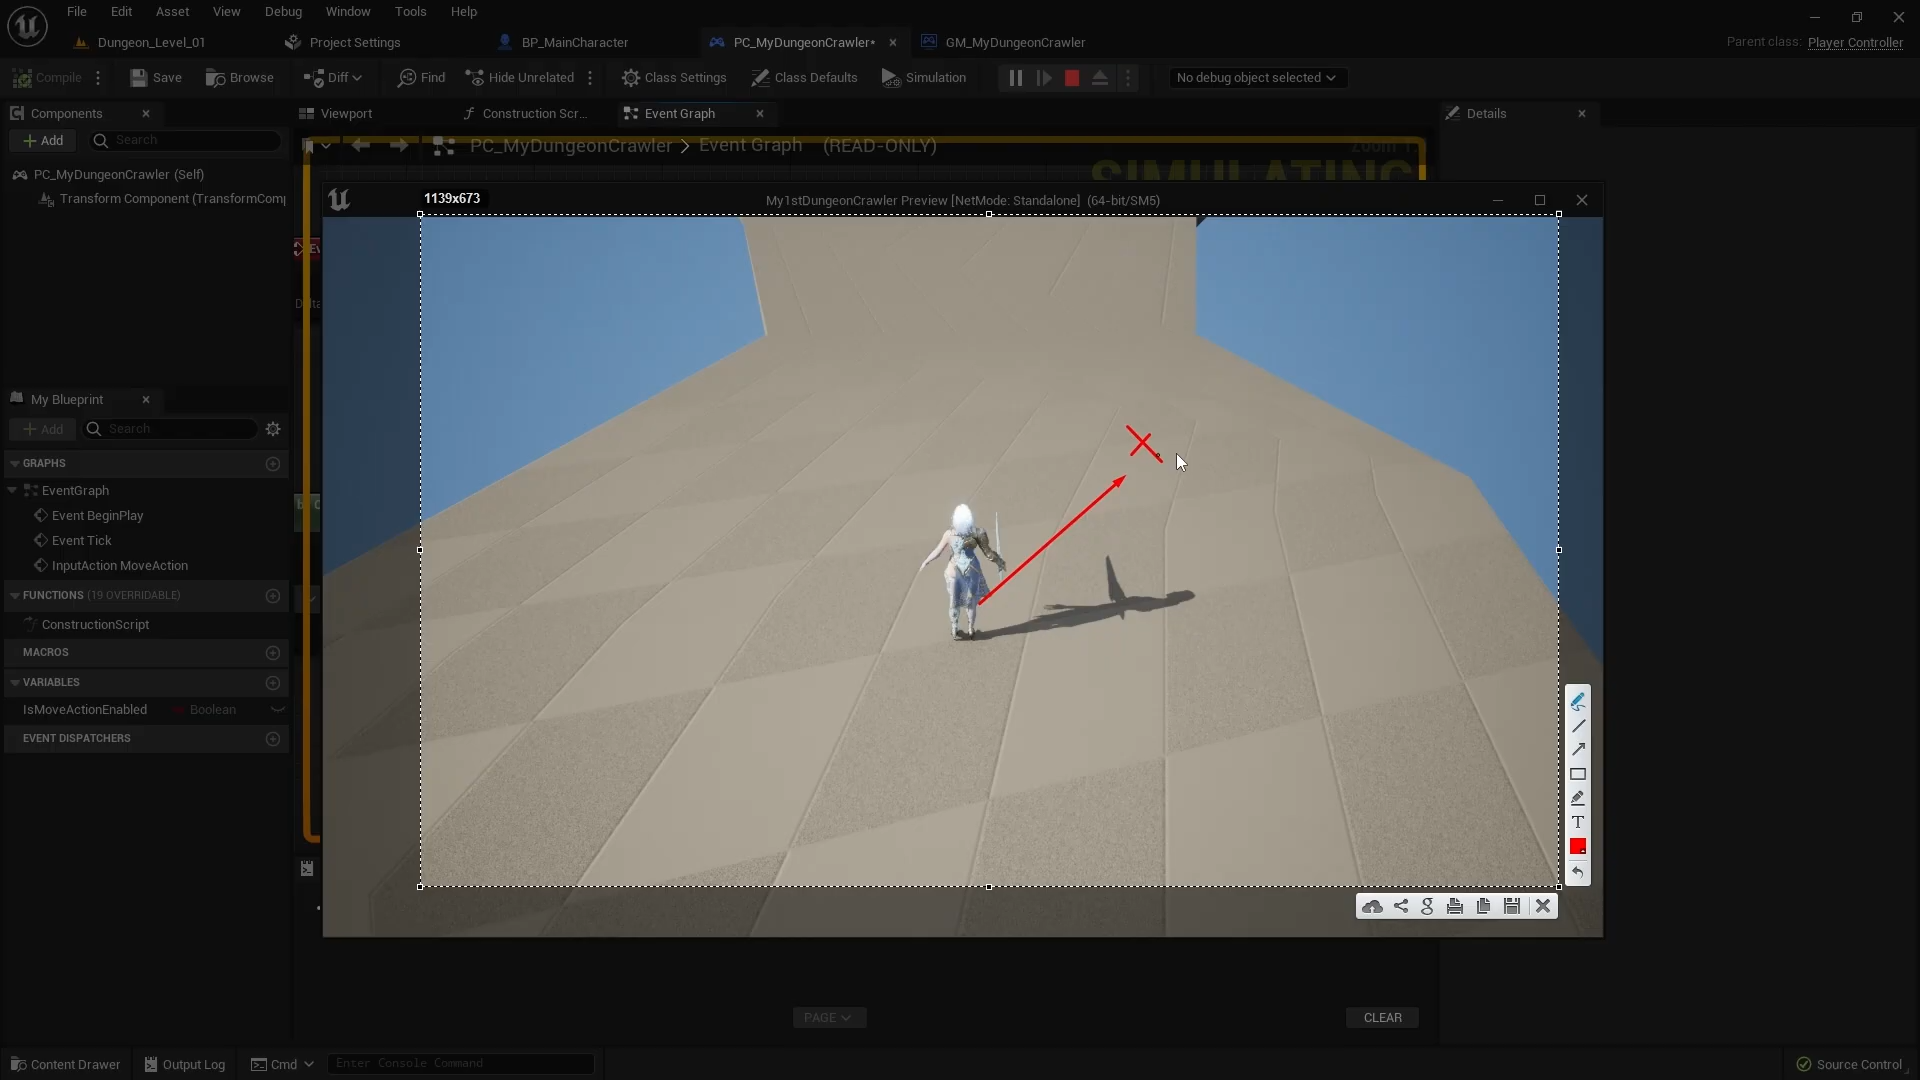 File Edit Asset View Debug Window Tools Help
Dungeon_Level_01 Project Settings BP_MainCharacter PC_MyDungeonCrawler* GM_MyDungeonCrawler Parent class: Player Controller
Compile Save Browse Diff Find Hide Unrelated Class Settings Class Defaults Simulation No debug object selected
Components Viewport Construction Scr... Event Graph Details
Add Search
PC_MyDungeonCrawler > Event Graph (READ-ONLY) Zoom 1:
SIMULATING
PC_MyDungeonCrawler (Self)
Transform Component (TransformComp
1139x673
My1stDungeonCrawler Preview [NetMode: Standalone] (64-bit/SM5)
My Blueprint
Add Search
GRAPHS
EventGraph
Event BeginPlay
Event Tick
InputAction MoveAction
FUNCTIONS (19 OVERRIDABLE)
ConstructionScript
MACROS
VARIABLES
IsMoveActionEnabled Boolean
EVENT DISPATCHERS
T
PAGE CLEAR
Content Drawer Output Log Cmd Enter Console Command Source Control